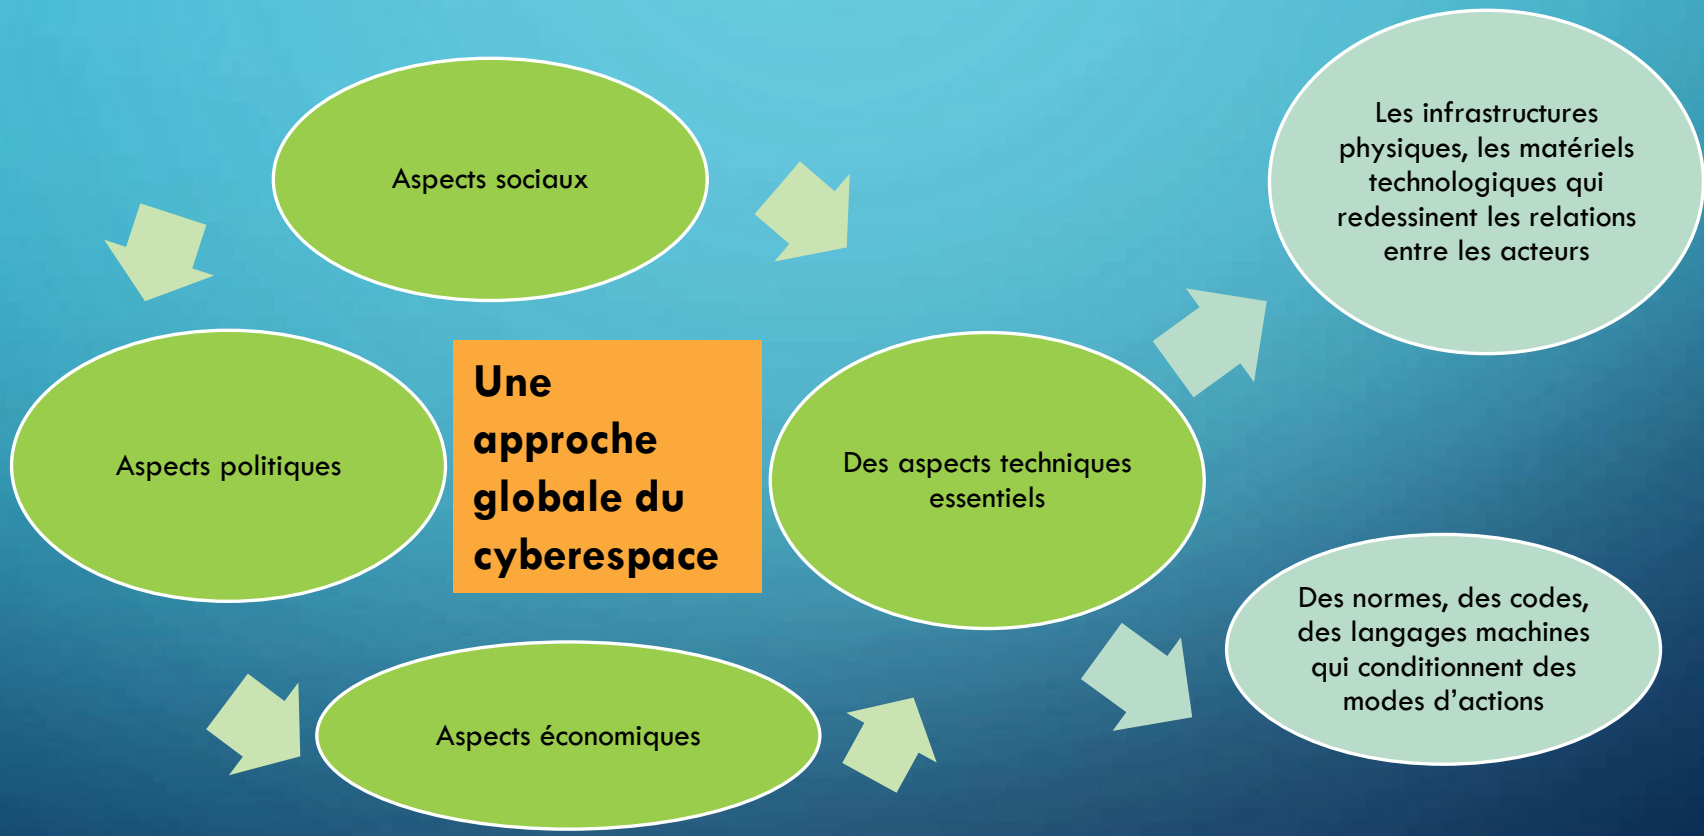 Aspects sociaux
Les infrastructures
physiques, les matériels
technologiques qui
redessinent les relations
entre les acteurs
Aspects politiques
Une
approche
globale du
cyberespace
Des aspects techniques
essentiels
Des normes, des codes,
des langages machines
qui conditionnent des
modes d’actions
Aspects économiques